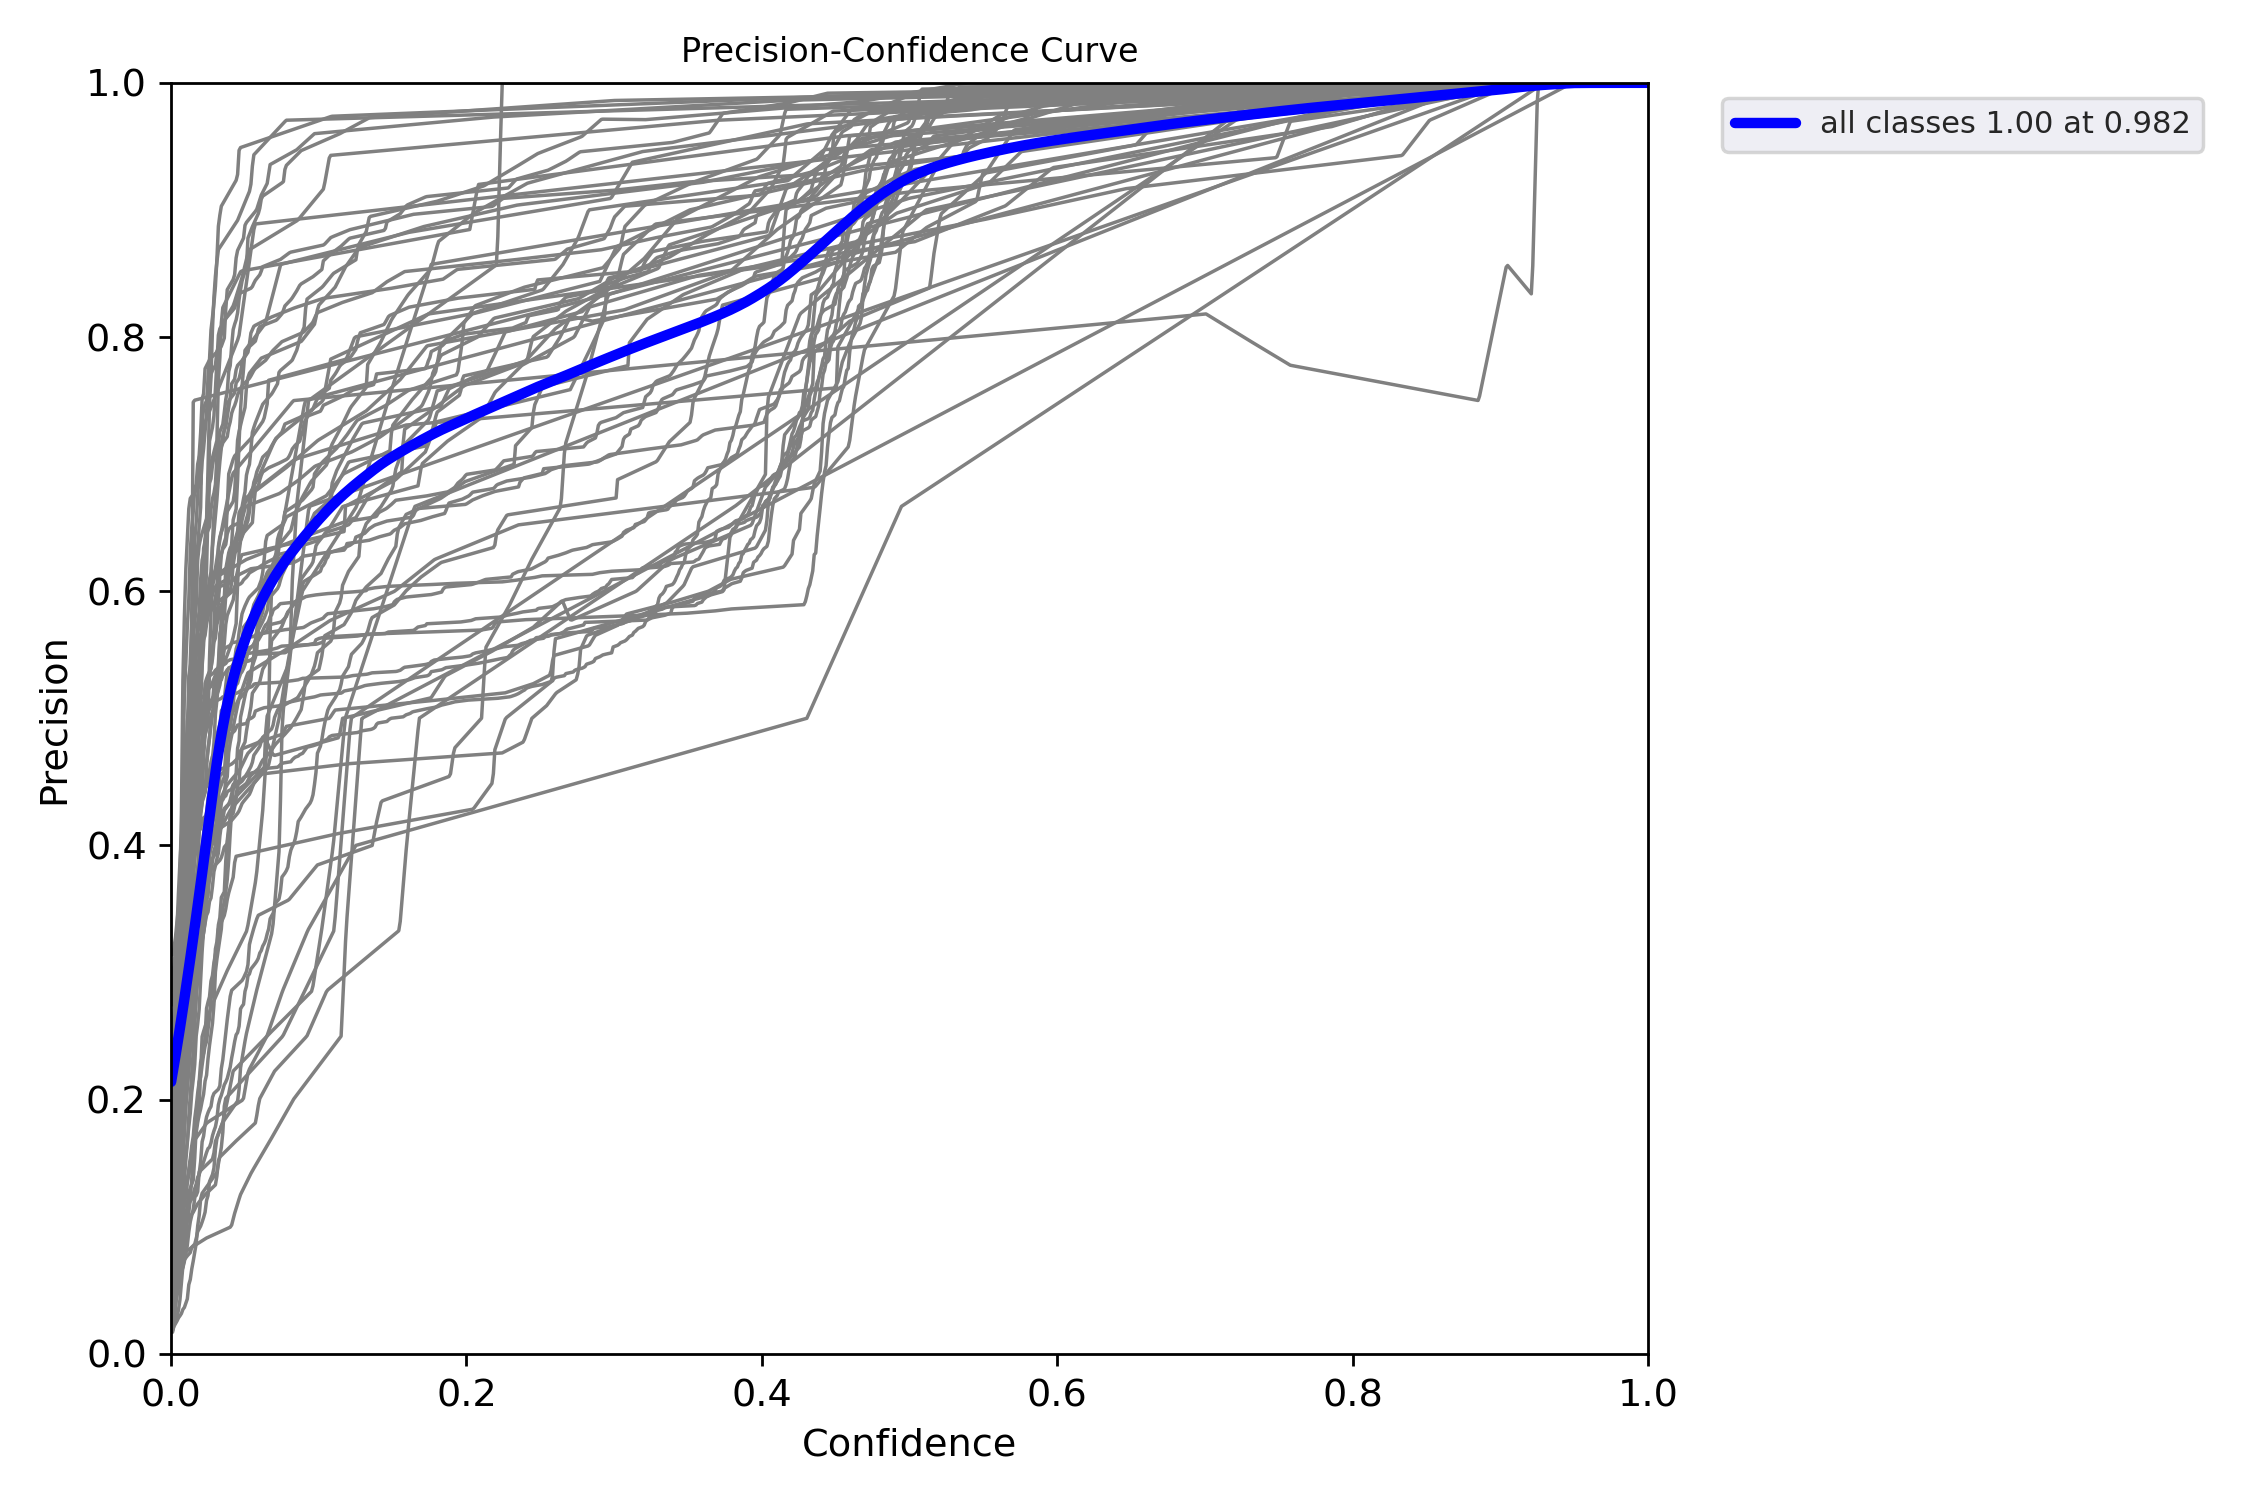 Precision-Confidence Curve
all classes 1.00 at 0.982
Precision
1.0
0.8
0.6
0.4
0.2
0.0
0.0 0.2 0.4 0.6 0.8 1.0
Confidence